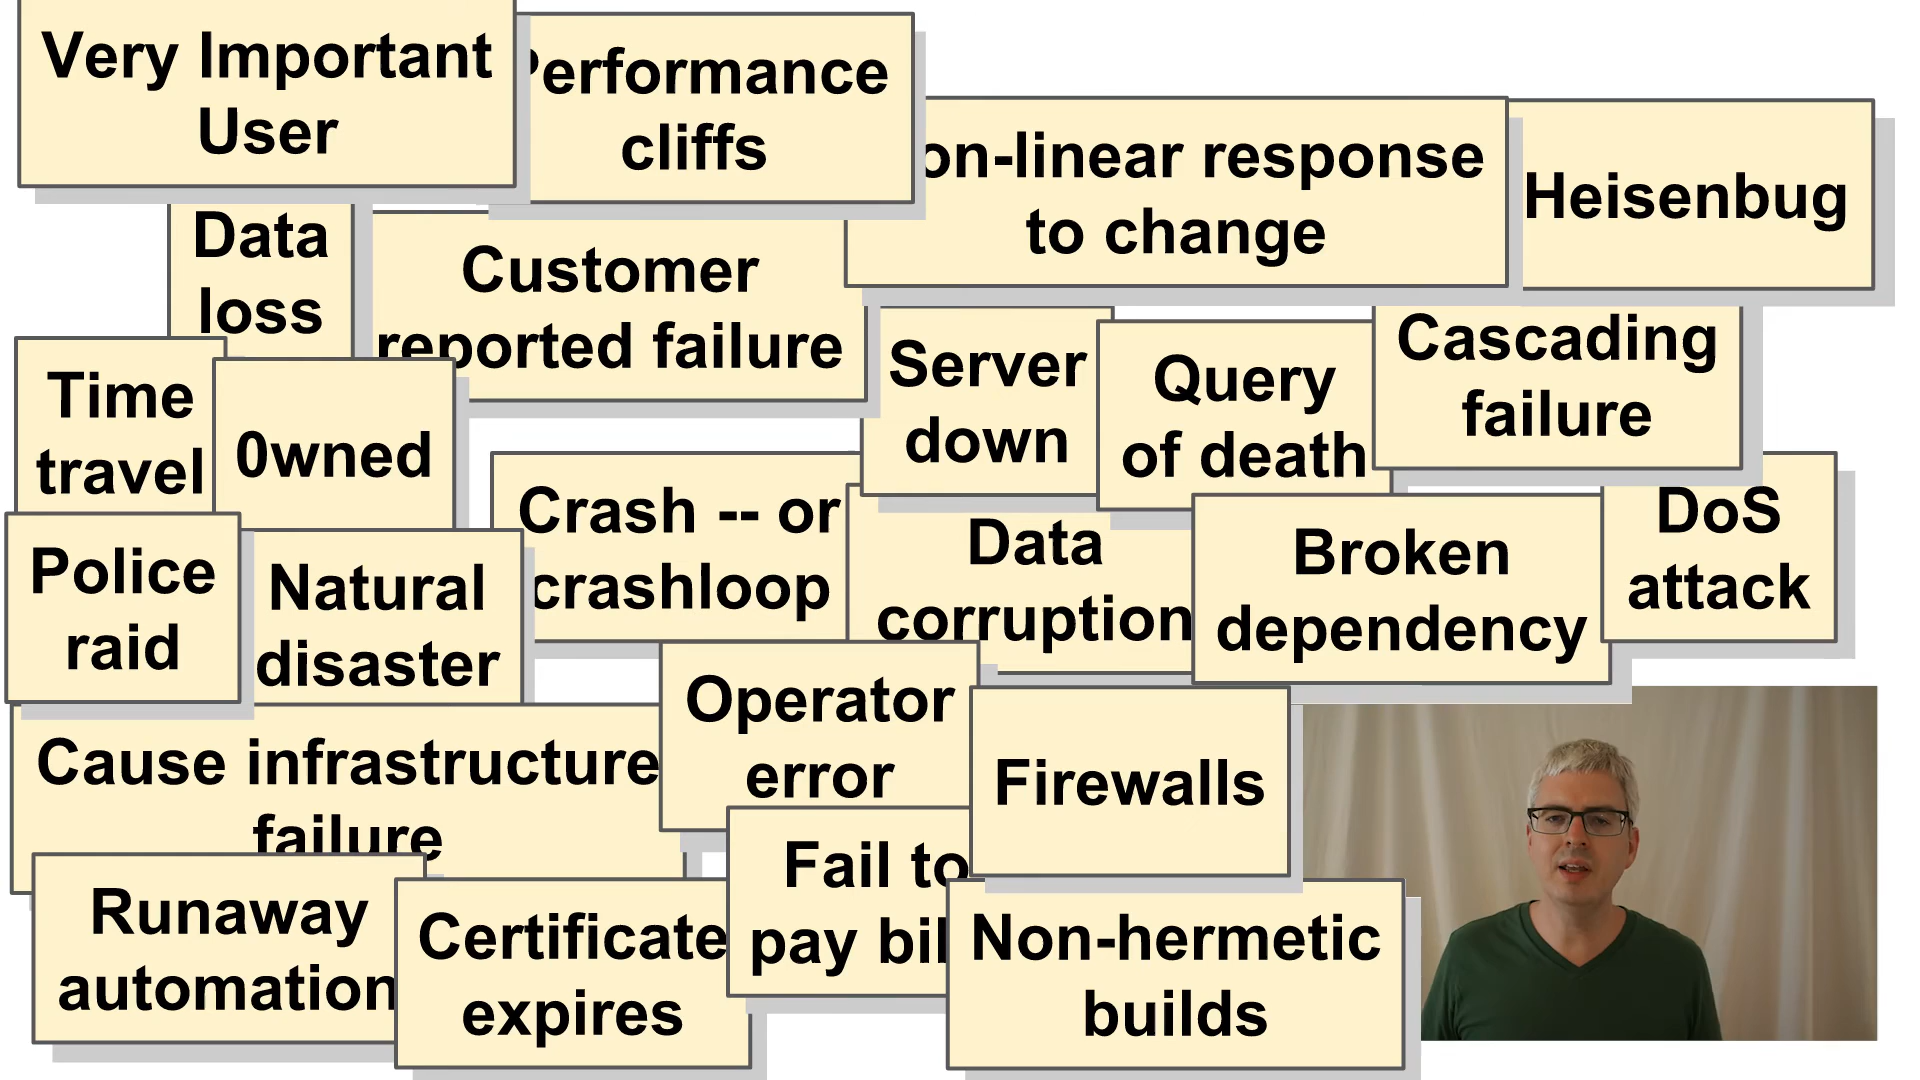 Very Important
User
Performance
cliffs
on-linear response
to change
Heisenbug
Data
loss
Customer
reported failure
Server
down
Query
of death
Cascading
failure
Time
travel
0wned
Crash -- or
crashloop
Data
corruption
Broken
dependency
DoS
attack
Police
raid
Natural
disaster
Cause infrastructure
failure
Operator
error
Firewalls
Runaway
automation
Certificate
expires
Fail to
pay bil
Non-hermetic
builds